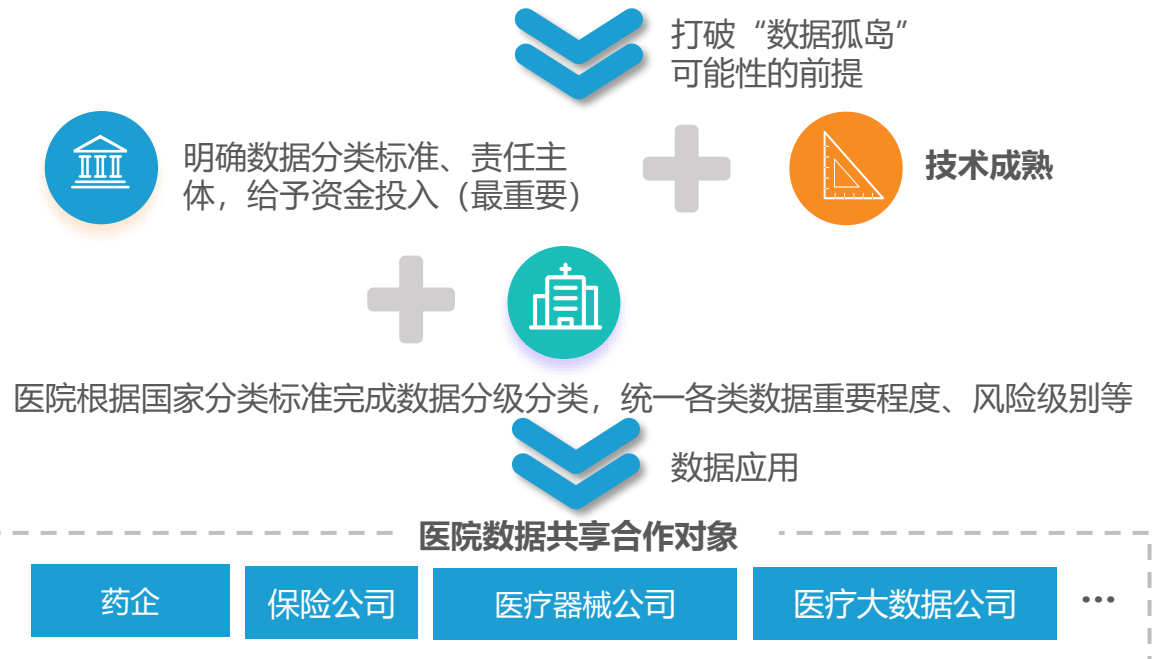 打破“数据孤岛”
可能性的前提
明确数据分类标准、责任主
体，给予资金投入（最重要）
技术成熟
医院根据国家分类标准完成数据分级分类，统一各类数据重要程度、风险级别等
数据应用
医院数据共享合作对象
药企
保险公司
医疗器械公司
医疗大数据公司
...